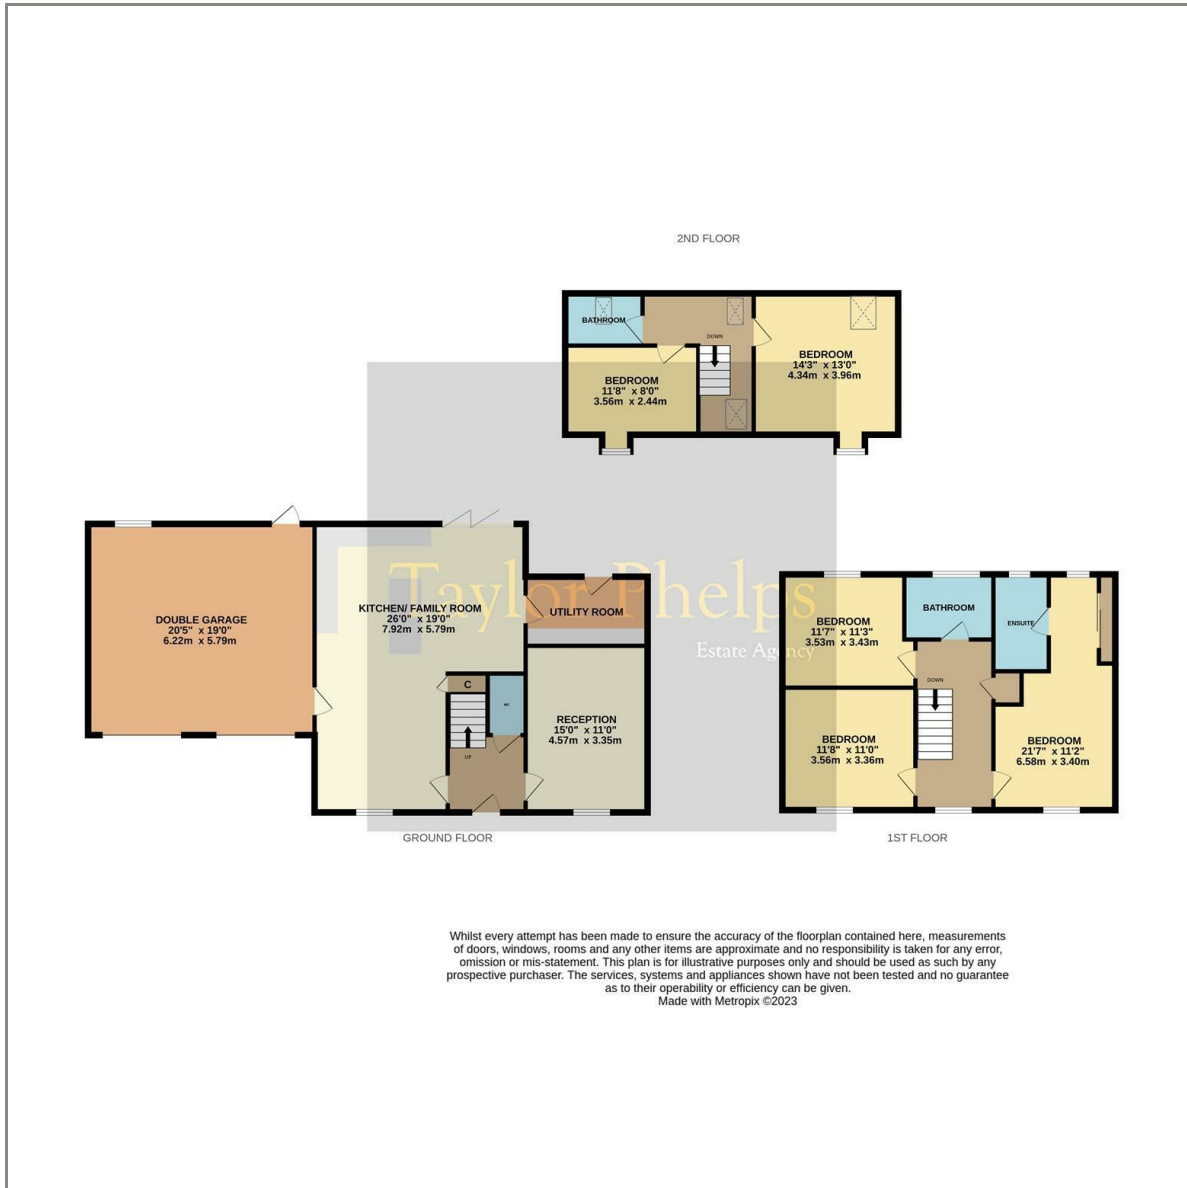 2ND FLOOR
BATHROOM
DOWN
BEDROOM
14'3" x 13'0"
4.34m x 3.96m
BEDROOM
11'8" x 8'0"
3.56m x 2.44m
Taylor Phelps
Estate Agency
DOUBLE GARAGE
20'5" x 19'0"
6.22m x 5.79m
KITCHEN/ FAMILY ROOM
26'0" x 19'0"
7.92m x 5.79m
UTILITY ROOM
C
WC
UP
RECEPTION
15'0" x 11'0"
4.57m x 3.35m
GROUND FLOOR
BEDROOM
11'7" x 11'3"
3.53m x 3.43m
BATHROOM
ENSUITE
DOWN
BEDROOM
11'8" x 11'0"
3.56m x 3.36m
BEDROOM
21'7" x 11'2"
6.58m x 3.40m
1ST FLOOR
Whilst every attempt has been made to ensure the accuracy of the floorplan contained here, measurements
of doors, windows, rooms and any other items are approximate and no responsibility is taken for any error,
omission or mis-statement. This plan is for illustrative purposes only and should be used as such by any
prospective purchaser. The services, systems and appliances shown have not been tested and no guarantee
as to their operability or efficiency can be given.
Made with Metropix ©2023